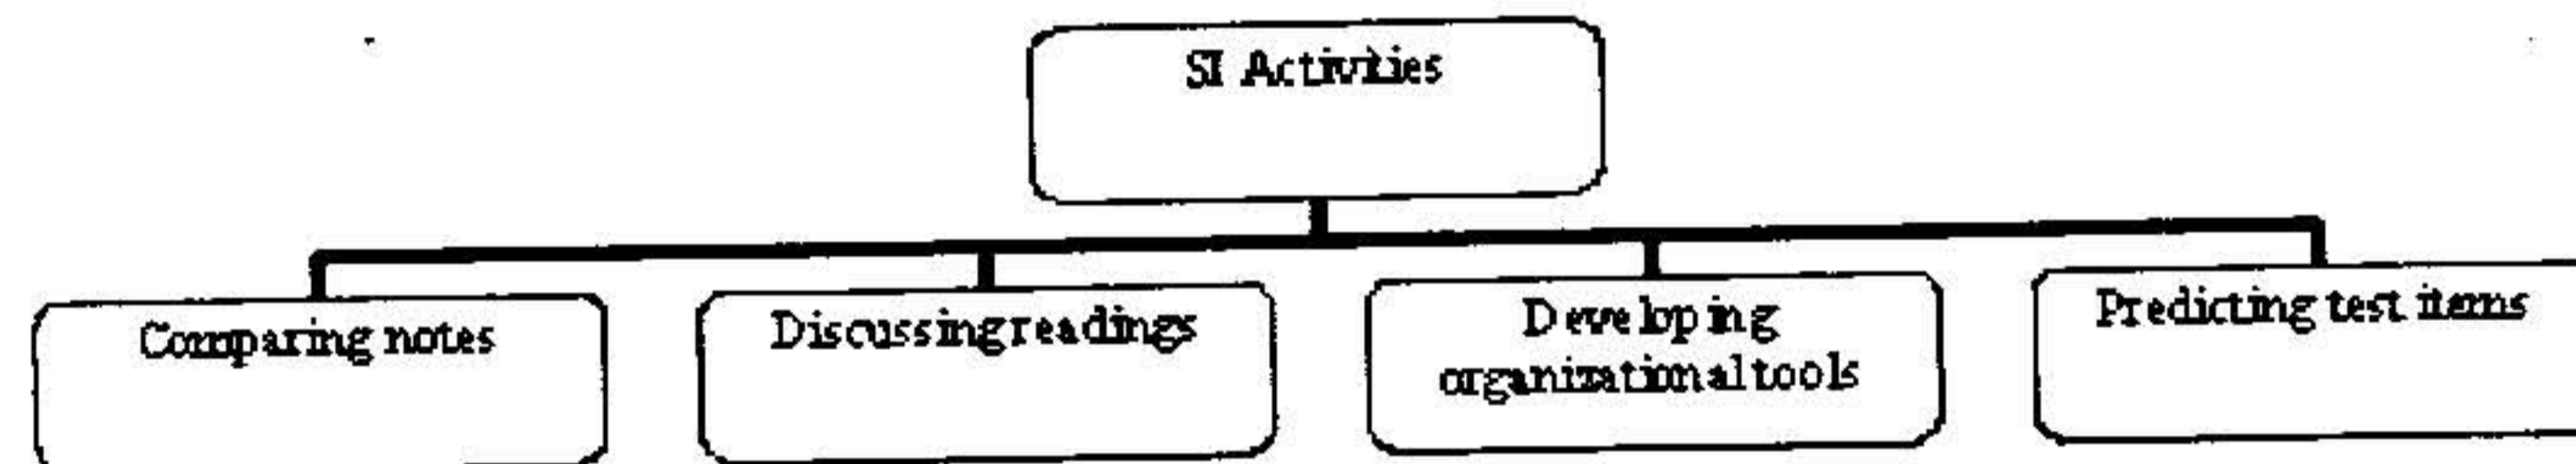 SI Activities
Comparing notes
Discussing readings
Developing
organizational tools
Predicting test items